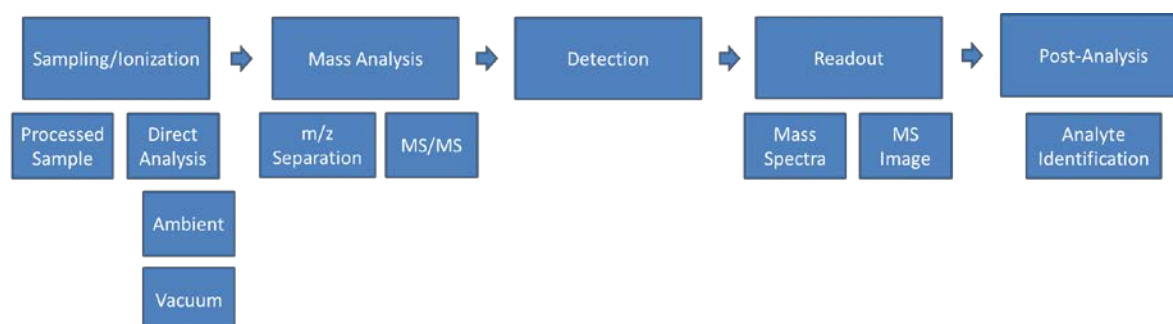 Sampling/Ionization
Mass Analysis
Detection
Readout
Post-Analysis
Processed
Sample
Direct
Analysis
m/z
Separation
MS/MS
Mass
Spectra
MS
Image
Analyte
Identification
Ambient
Vacuum